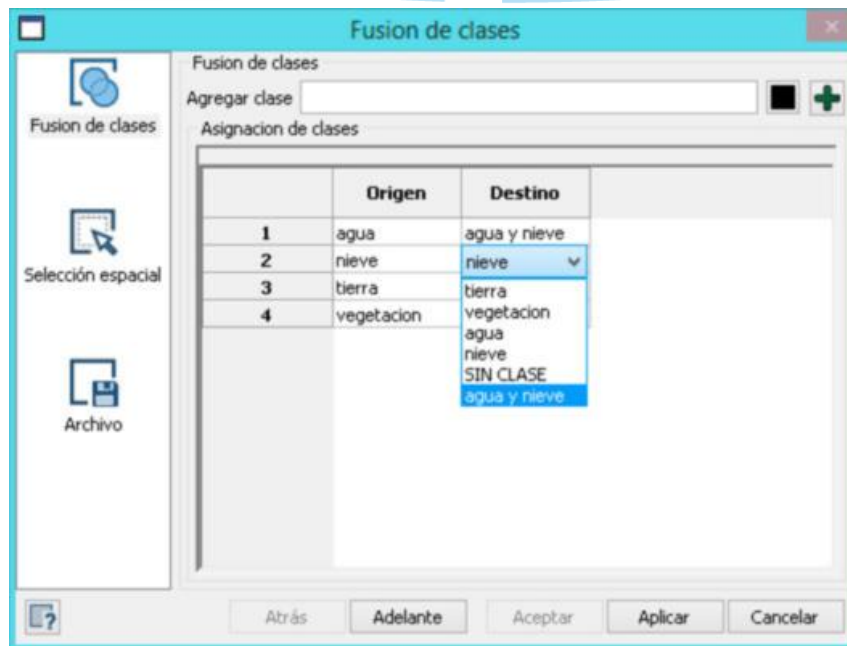 Fusion de clases
Fusion de clases
Selección espacial
Archivo
Fusion de clases
Agregar clase
Asignacion de clases
Origen Destino
1 agua agua y nieve
2 nieve nieve
3 tierra
4 vegetacion
tierra
vegetacion
agua
nieve
SIN CLASE
agua y nieve
? Atrás Adelante Aceptar Aplicar Cancelar